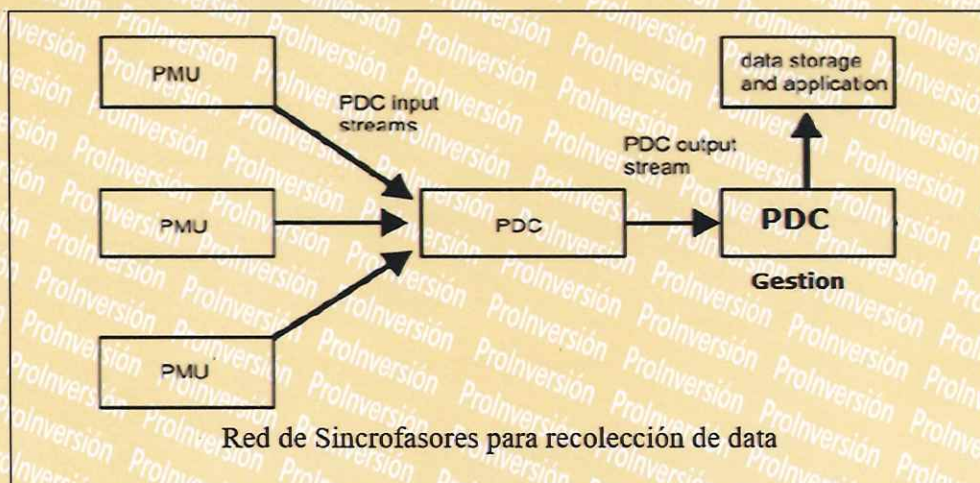 PMU
PDC input
streams
PMU
PMU
PDC
PDC output
stream
data storage
and application
PDC
Gestion
Red de Sincrofasores para recolección de data
ProInversión